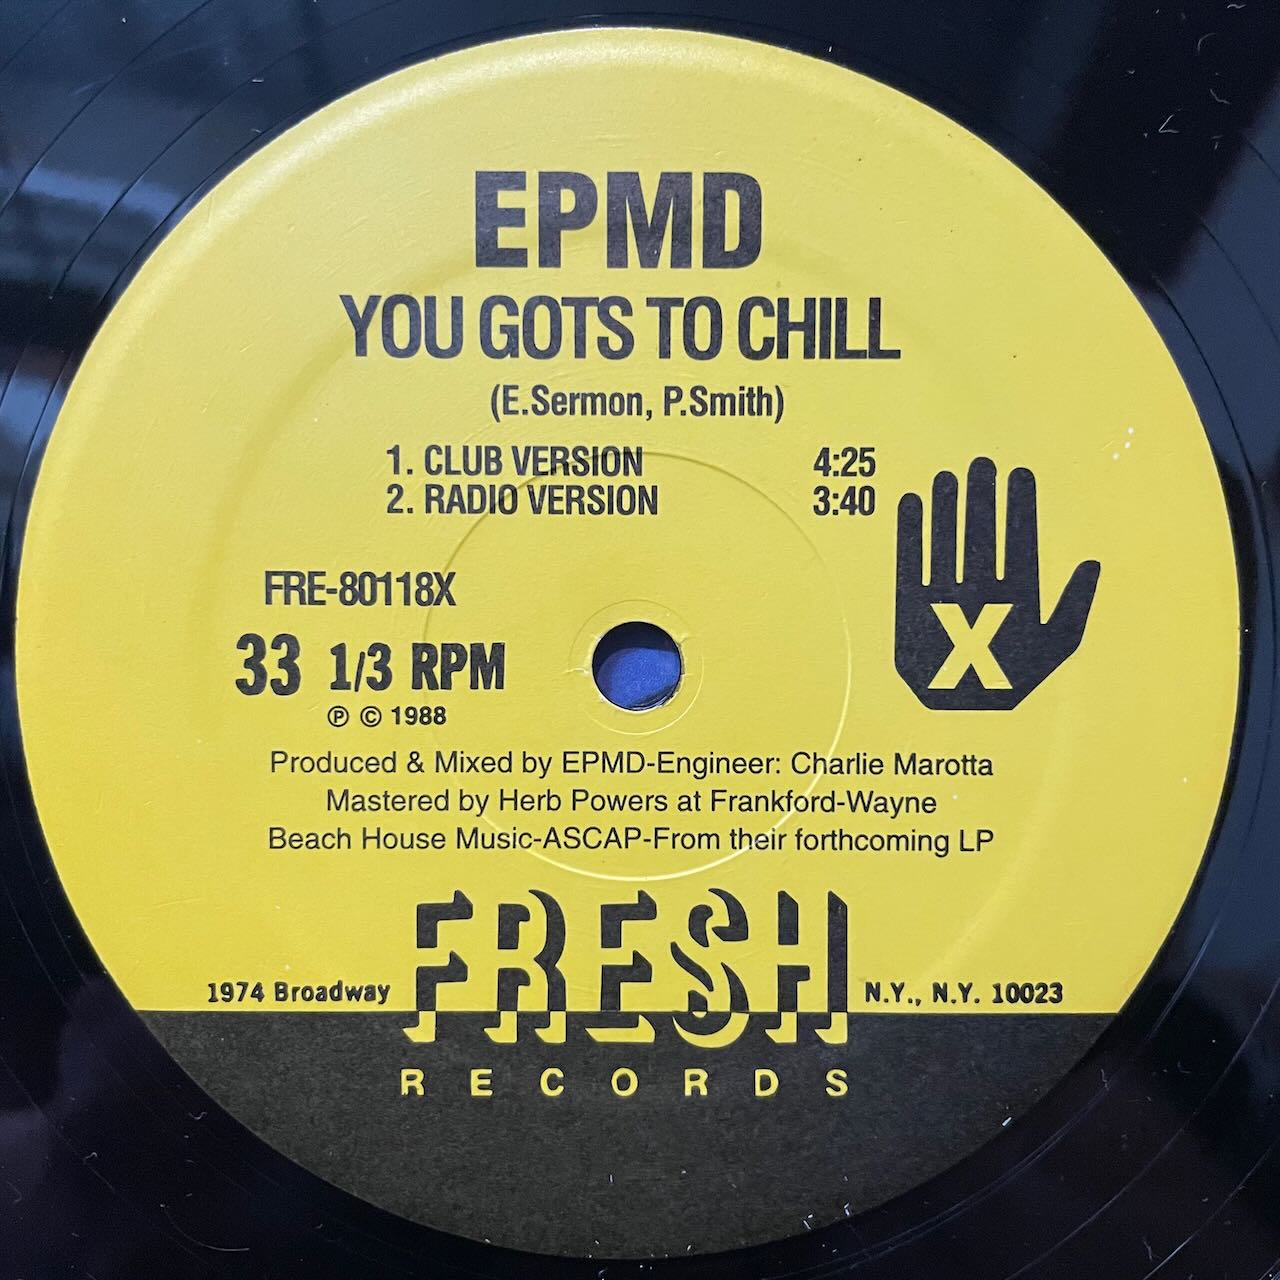 EPMD
YOU GOTS TO CHILL
(E.Sermon, P.Smith)
1. CLUB VERSION 4:25
2. RADIO VERSION 3:40
X
FRE-80118X
33 1/3 RPM
℗ © 1988
Produced & Mixed by EPMD-Engineer: Charlie Marotta
Mastered by Herb Powers at Frankford-Wayne
Beach House Music-ASCAP-From their forthcoming LP
1974 Broadway FRESH N.Y., N.Y. 10023
RECORDS